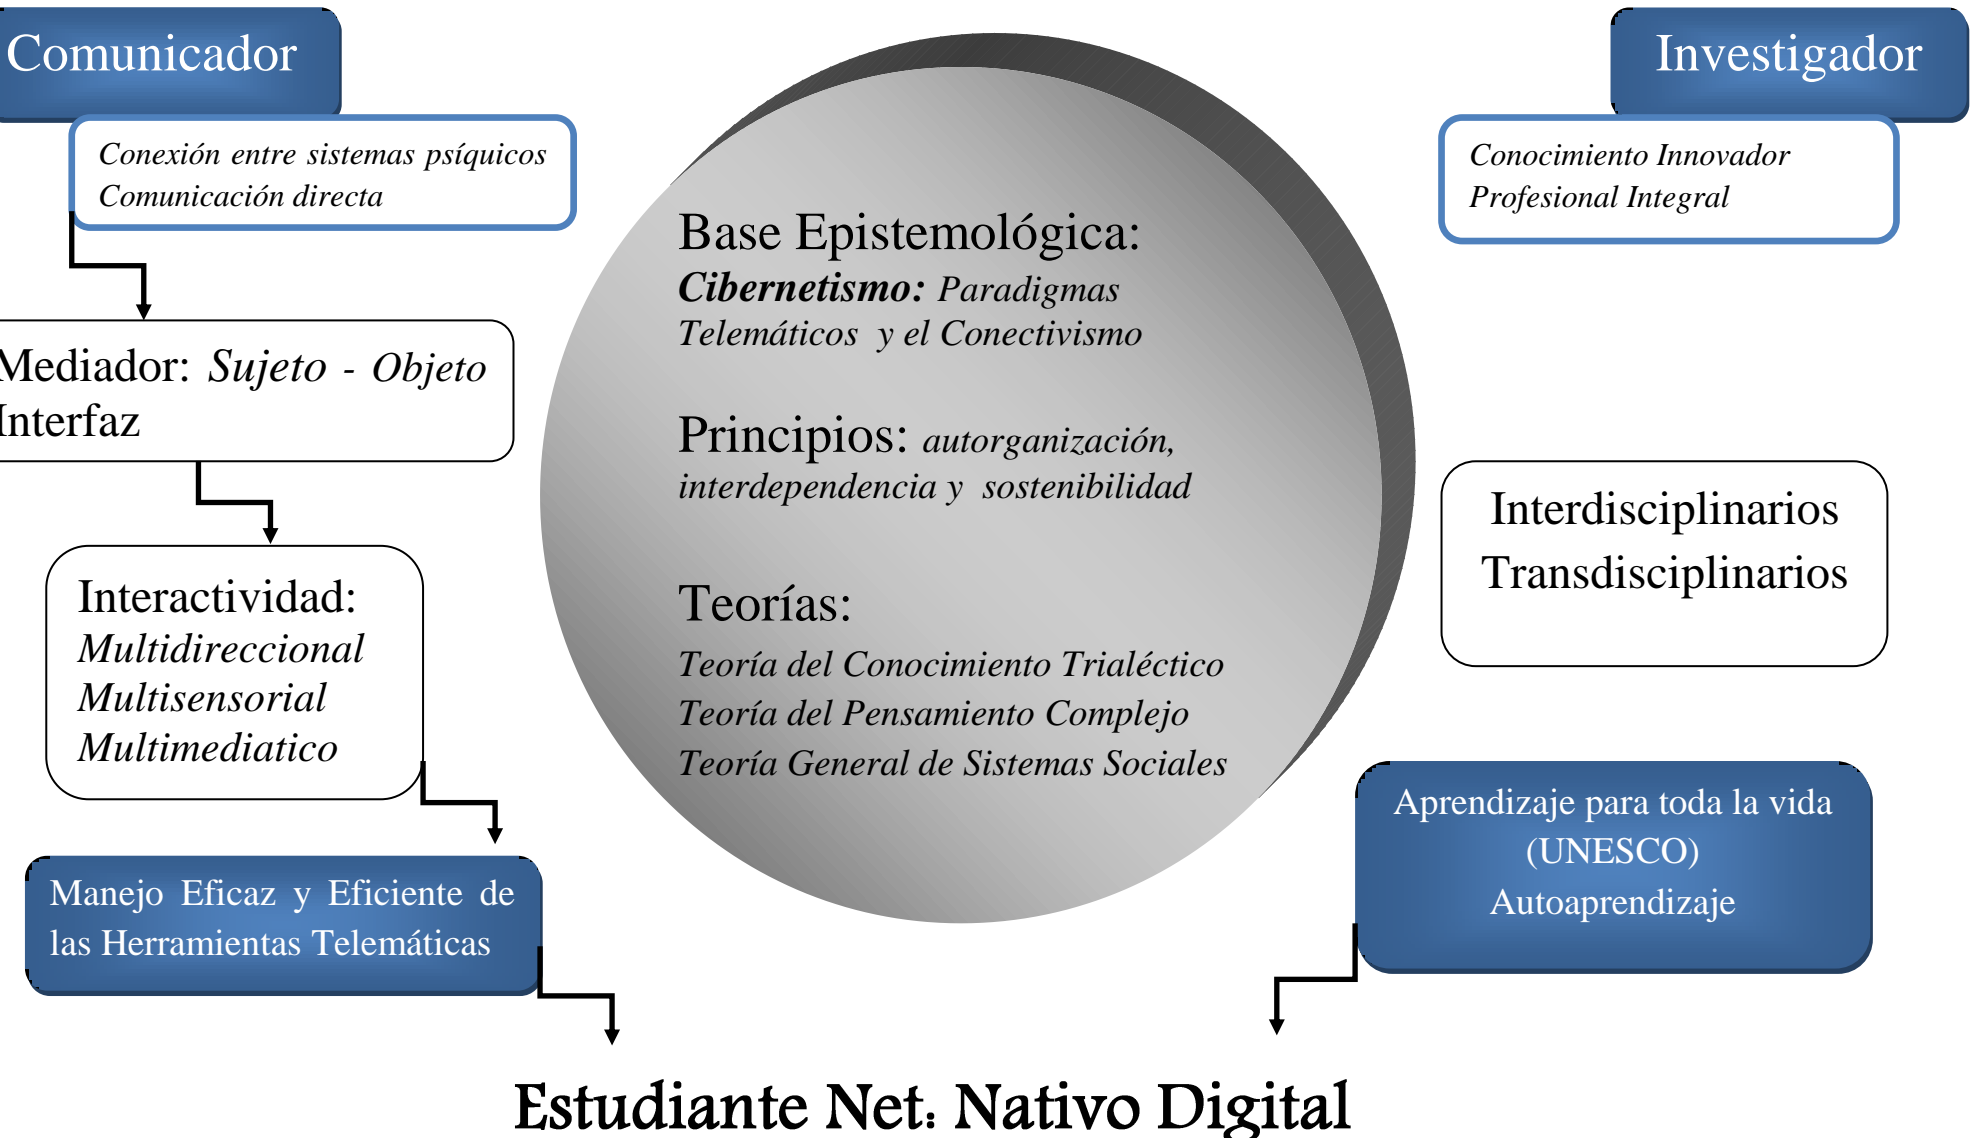 Comunicador
Conexión entre sistemas psíquicos
Comunicación directa
Mediador: Sujeto - Objeto
Interfaz
Interactividad:
Multidireccional
Multisensorial
Multimediatico
Manejo Eficaz y Eficiente de
las Herramientas Telemáticas
Base Epistemológica:
Cibernetismo: Paradigmas
Telemáticos y el Conectivismo
Principios: autorganización,
interdependencia y sostenibilidad
Teorías:
Teoría del Conocimiento Trialéctico
Teoría del Pensamiento Complejo
Teoría General de Sistemas Sociales
Investigador
Conocimiento Innovador
Profesional Integral
Interdisciplinarios
Transdisciplinarios
Aprendizaje para toda la vida
(UNESCO)
Autoaprendizaje
Estudiante Net: Nativo Digital